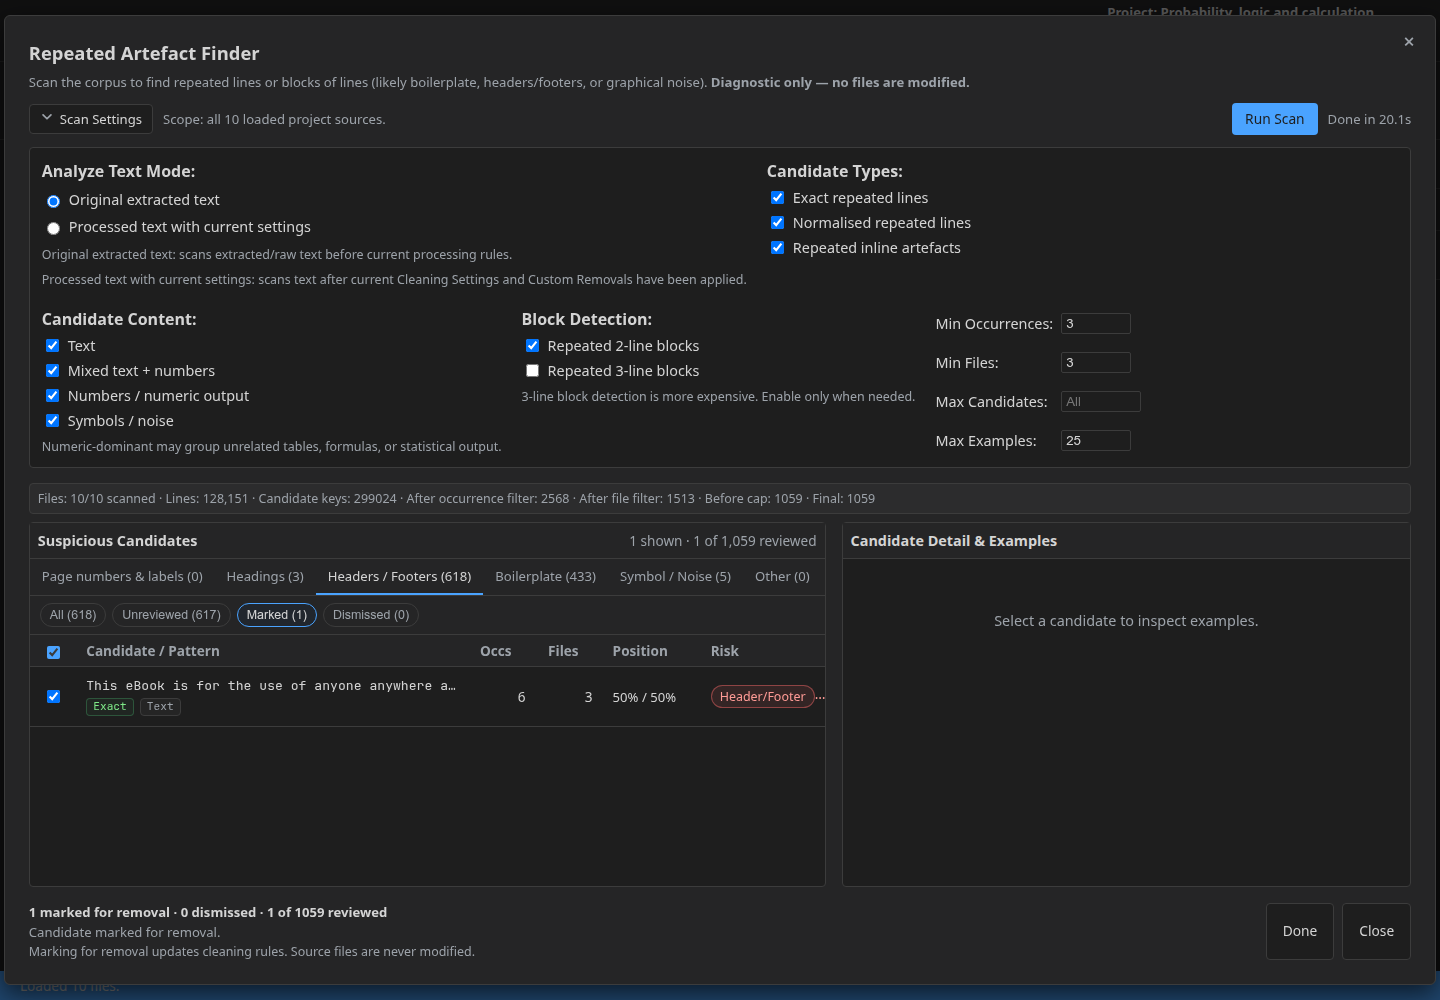 Project: Probability, logic and calculation
Repeated Artefact Finder
×
Scan the corpus to find repeated lines or blocks of lines (likely boilerplate, headers/footers, or graphical noise). Diagnostic only — no files are modified.
Scan Settings
Scope: all 10 loaded project sources.
Run Scan
Done in 20.1s
Analyze Text Mode:
Original extracted text
Processed text with current settings
Original extracted text: scans extracted/raw text before current processing rules.
Processed text with current settings: scans text after current Cleaning Settings and Custom Removals have been applied.
Candidate Types:
Exact repeated lines
Normalised repeated lines
Repeated inline artefacts
Candidate Content:
Text
Mixed text + numbers
Numbers / numeric output
Symbols / noise
Numeric-dominant may group unrelated tables, formulas, or statistical output.
Block Detection:
Repeated 2-line blocks
Repeated 3-line blocks
3-line block detection is more expensive. Enable only when needed.
Min Occurrences: 3
Min Files: 3
Max Candidates: All
Max Examples: 25
Files: 10/10 scanned · Lines: 128,151 · Candidate keys: 299024 · After occurrence filter: 2568 · After file filter: 1513 · Before cap: 1059 · Final: 1059
Suspicious Candidates
1 shown · 1 of 1,059 reviewed
Page numbers & labels (0) Headings (3) Headers / Footers (618) Boilerplate (433) Symbol / Noise (5) Other (0)
All (618) Unreviewed (617) Marked (1) Dismissed (0)
Candidate / Pattern Occs Files Position Risk
This eBook is for the use of anyone anywhere a…
6 3 50% / 50% Header/Footer…
Exact Text
Candidate Detail & Examples
Select a candidate to inspect examples.
1 marked for removal · 0 dismissed · 1 of 1059 reviewed
Candidate marked for removal.
Marking for removal updates cleaning rules. Source files are never modified.
Done
Close
Loaded 10 files.